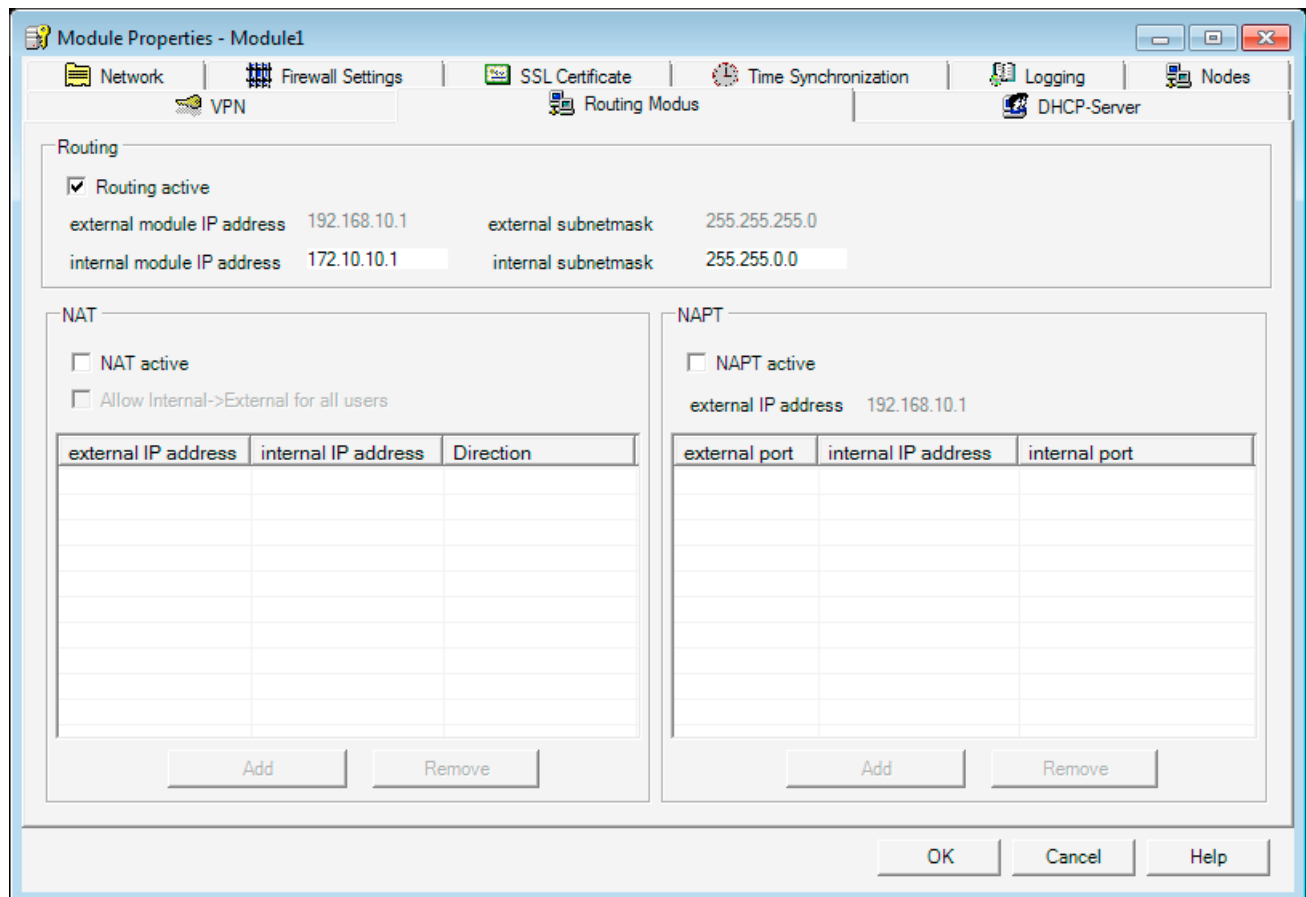 Module Properties - Module1
Network Firewall Settings SSL Certificate Time Synchronization Logging Nodes
VPN Routing Modus DHCP-Server
Routing
Routing active
external module IP address 192.168.10.1 external subnetmask 255.255.255.0
internal module IP address 172.10.10.1 internal subnetmask 255.255.0.0
NAT
NAT active
Allow Internal->External for all users
external IP address internal IP address Direction
Add Remove
NAPT
NAPT active
external IP address 192.168.10.1
external port internal IP address internal port
Add Remove
OK Cancel Help